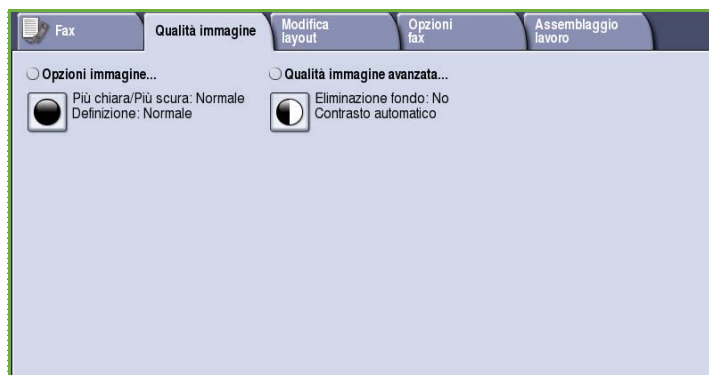 Fax
Qualità immagine
Modifica
layout
Opzioni
fax
Assemblaggio
lavoro
Opzioni immagine...
Più chiara/Più scura: Normale
Definizione: Normale
Qualità immagine avanzata...
Eliminazione fondo: No
Contrasto automatico